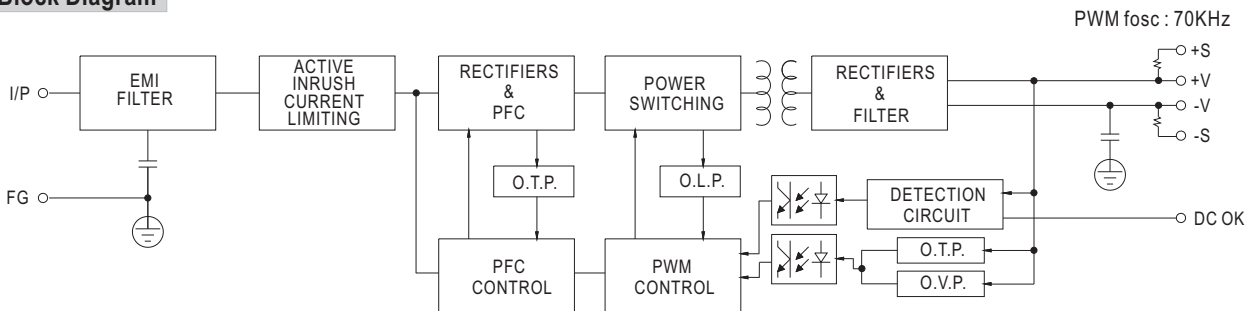 Block Diagram
PWM fosc : 70KHz
I/P
EMI
FILTER
ACTIVE
INRUSH
CURRENT
LIMITING
RECTIFIERS
&
PFC
POWER
SWITCHING
RECTIFIERS
&
FILTER
+S
+V
-V
-S
FG
O.T.P.
O.L.P.
DETECTION
CIRCUIT
DC OK
PFC
CONTROL
PWM
CONTROL
O.T.P.
O.V.P.